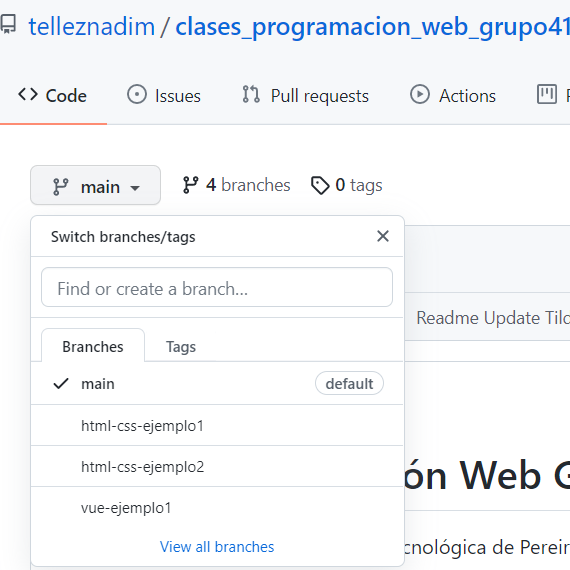 telleznadim / clases_programacion_web_grupo41
Code Issues Pull requests Actions
main 4 branches 0 tags
Switch branches/tags
Find or create a branch...
Readme Update Tild
Branches Tags
main default
html-css-ejemplo1
html-css-ejemplo2
ón Web G
vue-ejemplo1
View all branches
cnológica de Pereir